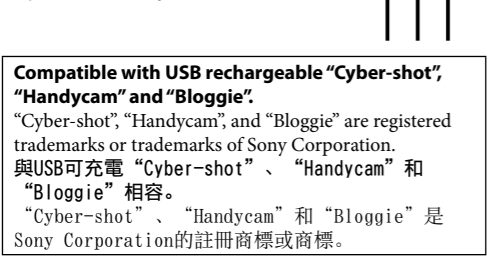 Compatible with USB rechargeable “Cyber-shot”,
“Handycam” and “Bloggie”.
“Cyber-shot”, “Handycam”, and “Bloggie” are registered
trademarks or trademarks of Sony Corporation.
與USB可充電“Cyber-shot”、“Handycam”和
“Bloggie”相容。
“Cyber-shot”、“Handycam”和“Bloggie”是
Sony Corporation的註冊商標或商標。